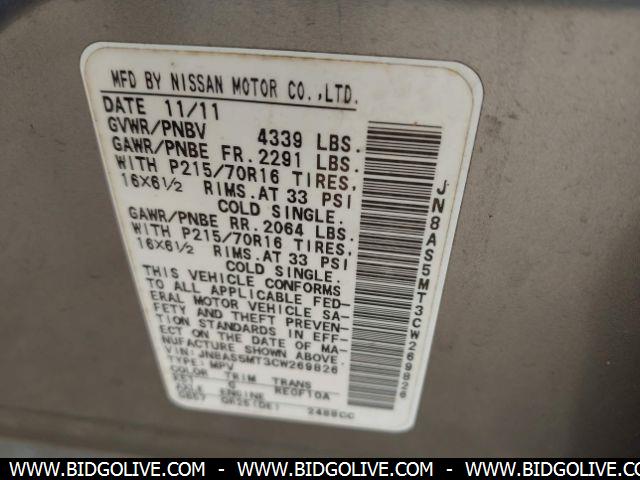 MFD BY NISSAN MOTOR CO.,LTD.
DATE 11/11
GVWR/PNBV 4339 LBS.
GAWR/PNBE FR. 2291 LBS.
WITH P215/70R16 TIRES,
16X6½ RIMS. AT 33 PSI
COLD SINGLE.
GAWR/PNBE RR. 2064 LBS.
WITH P215/70R16 TIRES,
16X6½ RIMS. AT 33 PSI
COLD SINGLE.
THIS VEHICLE CONFORMS
TO ALL APPLICABLE FED-
ERAL MOTOR VEHICLE SA-
FETY AND THEFT PREVEN-
TION STANDARDS IN EFF-
ECT ON THE DATE OF MA-
NUFACTURE SHOWN ABOVE.
VIN: JN8AS5MT3CW269826
TYPE: MPV
COLOR TRIM TRANS
G RE0F10A
QR25(DE) 2488CC
JN8AS5MT3CW269826
WWW.BIDGOLIVE.COM - WWW.BIDGOLIVE.COM - WWW.BIDGOLIVE.COM